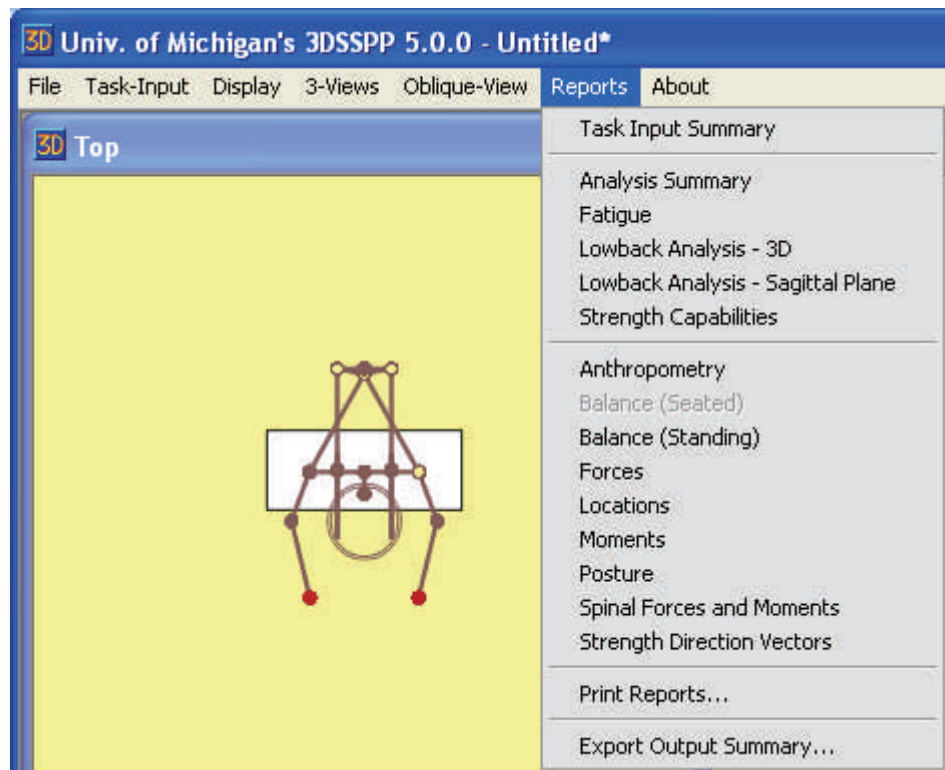 3D Univ. of Michigan's 3DSSPP 5.0.0 - Untitled*
File Task-Input Display 3-Views Oblique-View Reports About
3D Top
Task Input Summary
Analysis Summary
Fatigue
Lowback Analysis - 3D
Lowback Analysis - Sagittal Plane
Strength Capabilities
Anthropometry
Balance (Seated)
Balance (Standing)
Forces
Locations
Moments
Posture
Spinal Forces and Moments
Strength Direction Vectors
Print Reports...
Export Output Summary...